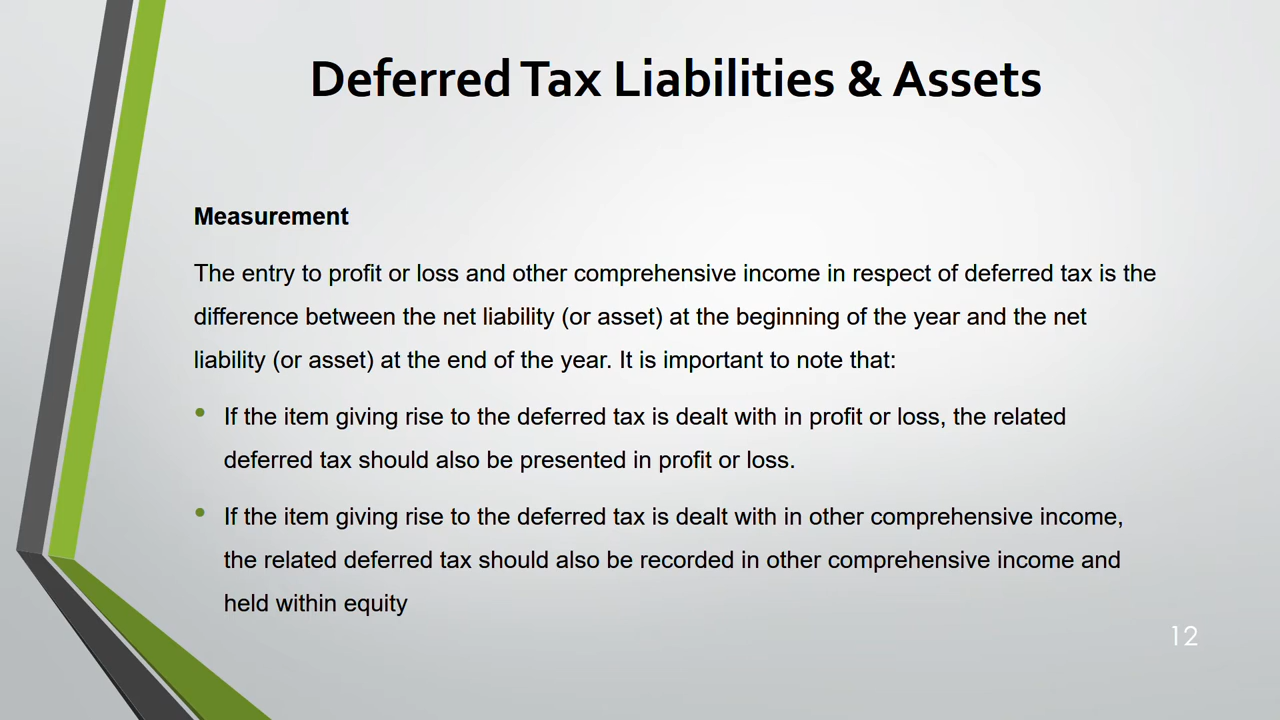 Deferred Tax Liabilities & Assets
Measurement
The entry to profit or loss and other comprehensive income in respect of deferred tax is the
difference between the net liability (or asset) at the beginning of the year and the net
liability (or asset) at the end of the year. It is important to note that:
• If the item giving rise to the deferred tax is dealt with in profit or loss, the related
deferred tax should also be presented in profit or loss.
• If the item giving rise to the deferred tax is dealt with in other comprehensive income,
the related deferred tax should also be recorded in other comprehensive income and
held within equity
12